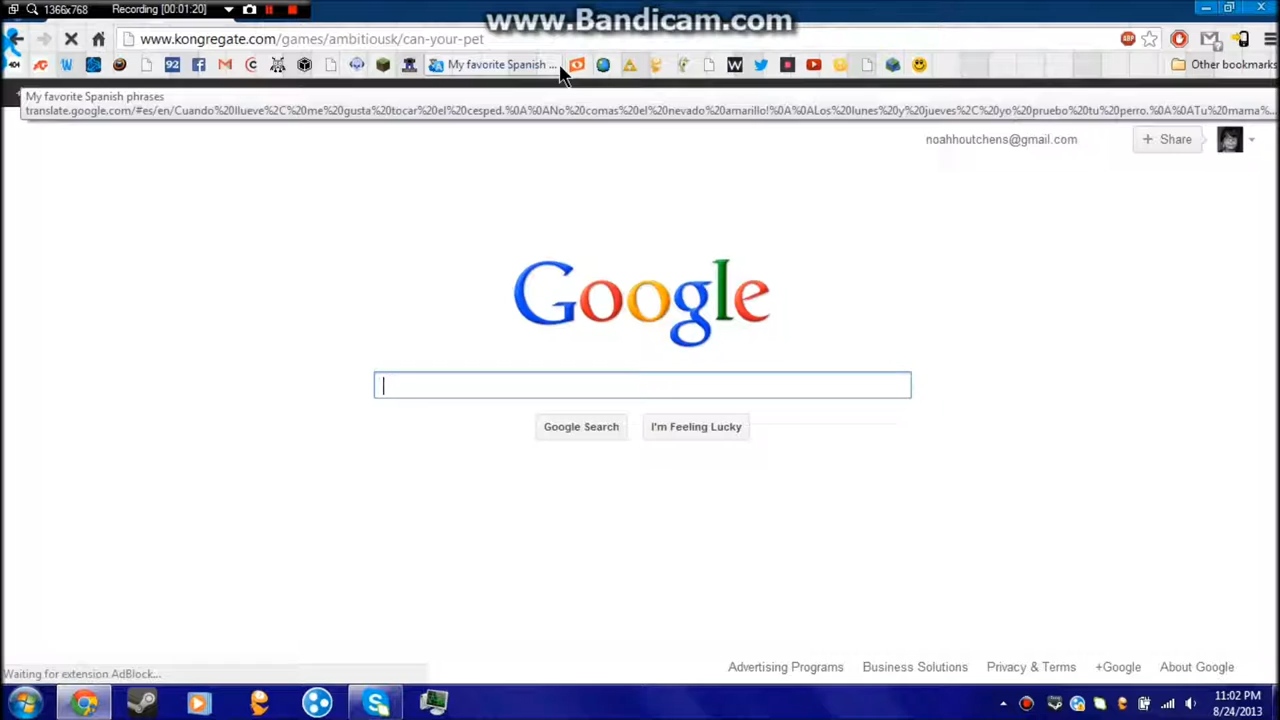 www.Bandicam.com
1366x768 Recording [00:01:20]
www.kongregate.com/games/ambitiousk/can-your-pet
ABP
404 W 92 f My favorite Spanish ... W Other bookmarks
My favorite Spanish phrases
translate.google.com/#es/en/Cuando%20llueve%2C%20me%20gusta%20tocar%20el%20cesped.%0A%0ANo%20comas%20el%20nevado%20amarillo!%0A%0ALos%20lunes%20y%20jueves%2C%20yo%20pruebo%20tu%20perro.%0A%0ATu%20mama%...
noahhoutchens@gmail.com + Share
Google
Google Search I'm Feeling Lucky
Waiting for extension AdBlock...
Advertising Programs Business Solutions Privacy & Terms +Google About Google
11:02 PM
8/24/2013